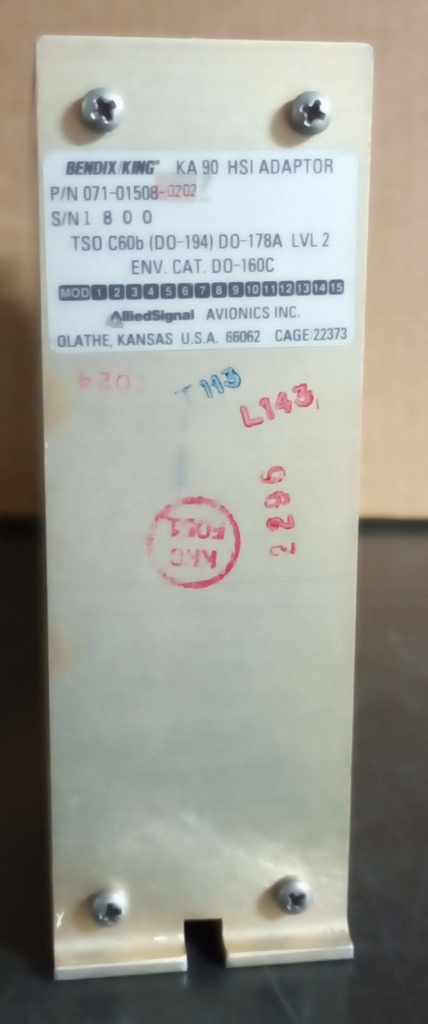 BENDIX/KING® KA 90 HSI ADAPTOR
P/N 071-01508-0202
S/N 1 8 0 0
TSO C60b (DO-194) DO-178A LVL 2
ENV. CAT. DO-160C
MOD 1 2 3 4 5 6 7 8 9 10 11 12 13 14 15
AlliedSignal AVIONICS INC.
OLATHE, KANSAS U.S.A. 66062 CAGE:22373
T 113
L143